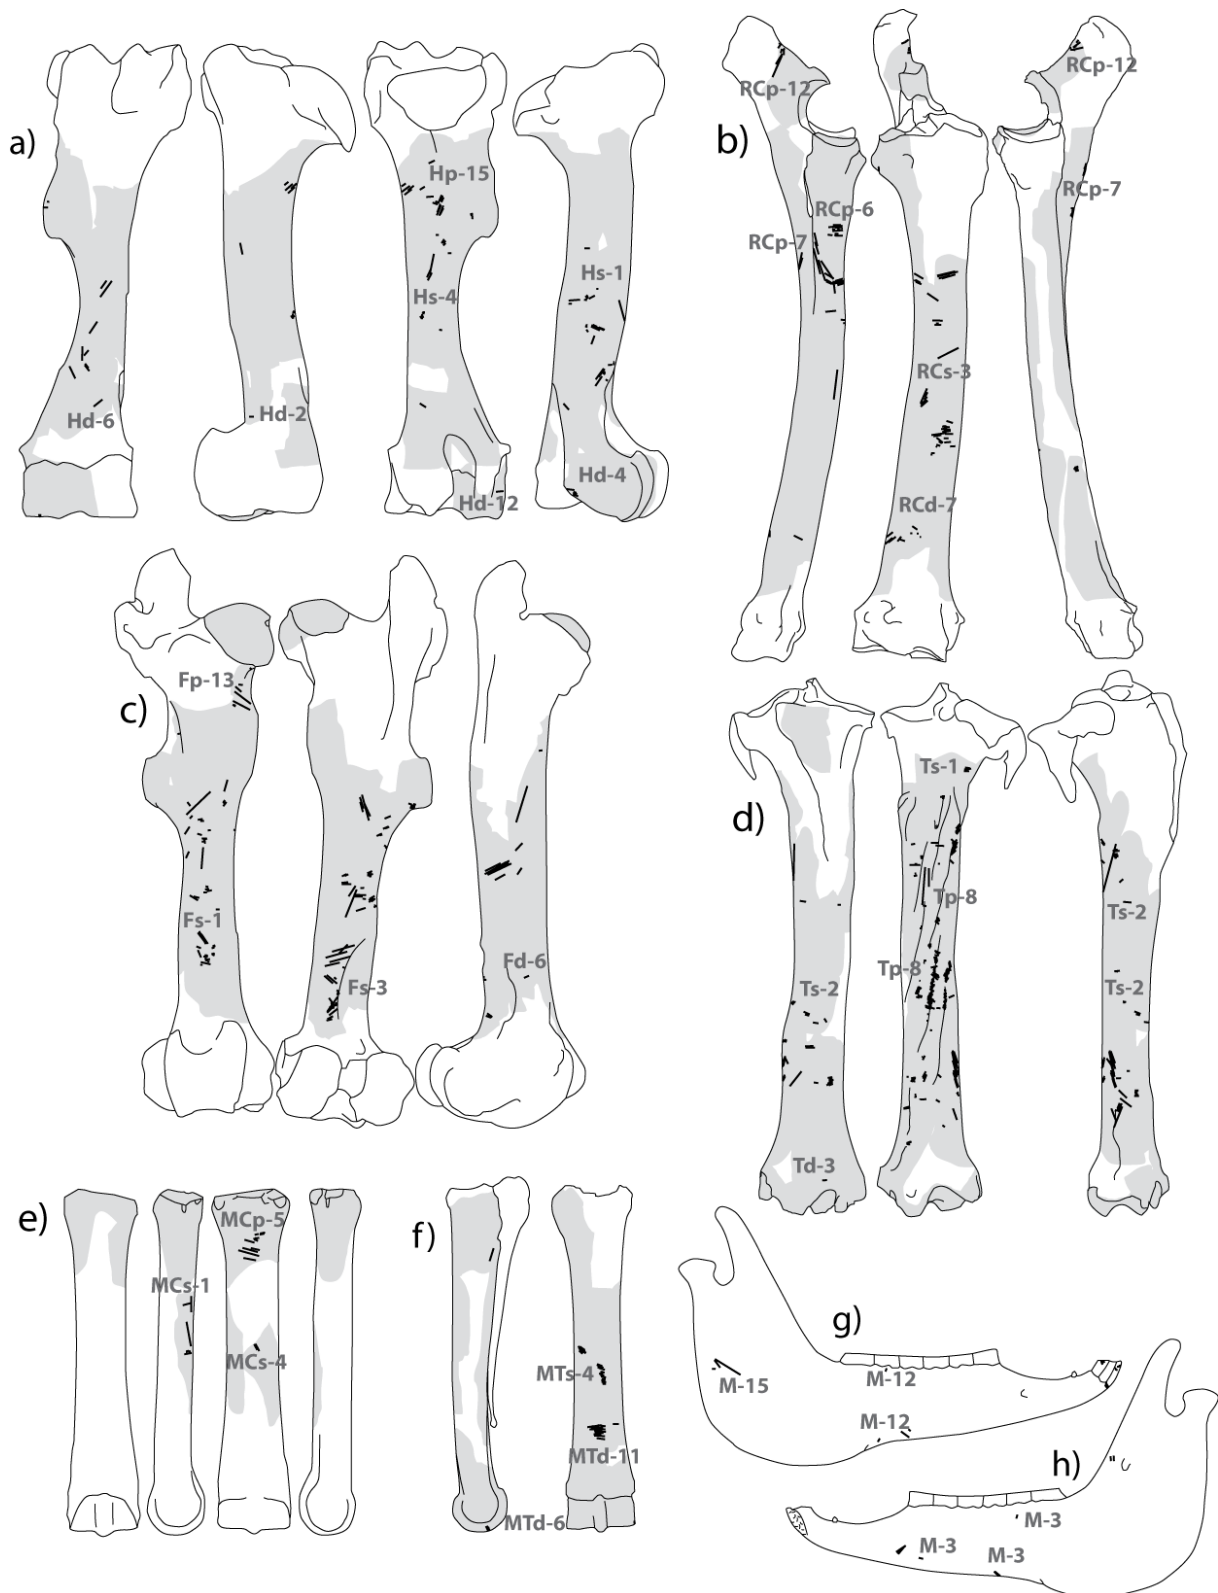 a)
Hp-15
Hs-4
Hs-1
Hd-6
Hd-2
Hd-4
Hd-12
b)
RCp-12
RCp-12
RCp-7
RCp-6
RCp-7
RCs-3
RCd-7
c)
Fp-13
Fs-1
Fs-3
Fd-6
d)
Ts-1
Tp-8
Ts-2
Tp-8
Ts-2
Ts-2
Td-3
e)
MCp-5
MCs-1
MCs-4
f)
MTs-4
MTd-11
MTd-6
g)
M-15
M-12
M-12
h)
M-3
M-3
M-3